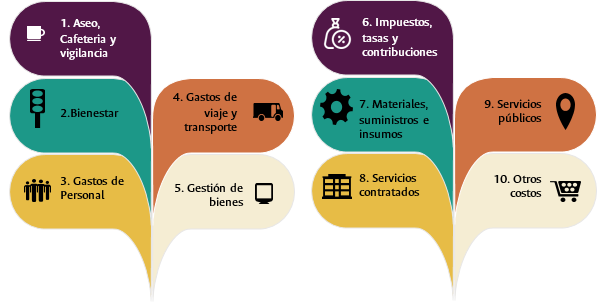 1. Aseo,
Cafeteria y
vigilancia
2.Bienestar
3. Gastos de
Personal
4. Gastos de
viaje y
transporte
5. Gestión de
bienes
6. Impuestos,
tasas y
contribuciones
7. Materiales,
suministros e
insumos
8. Servicios
contratados
9. Servicios
públicos
10. Otros
costos